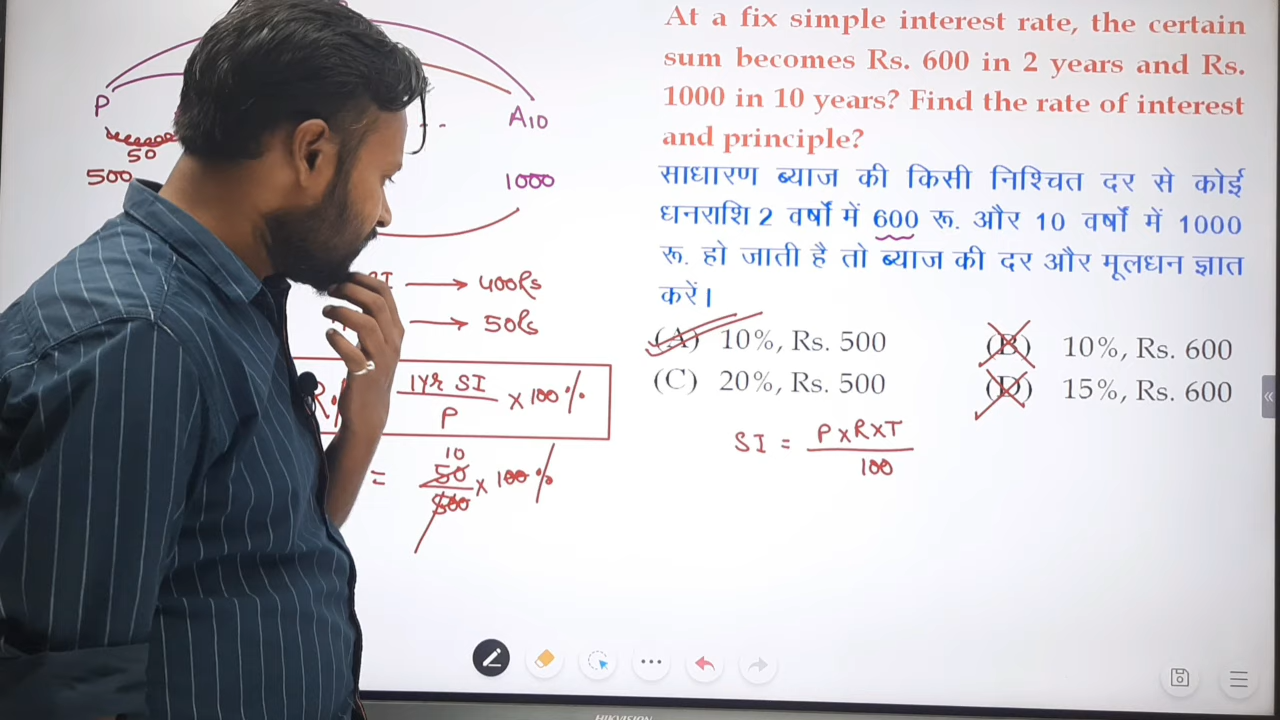 At a fix simple interest rate, the certain
sum becomes Rs. 600 in 2 years and Rs.
1000 in 10 years? Find the rate of interest
and principle?
साधारण ब्याज की किसी निश्चित दर से कोई
धनराशि 2 वर्षों में 600 रू. और 10 वर्षों में 1000
रू. हो जाती है तो ब्याज की दर और मूलधन ज्ञात
करें।
(A) 10%, Rs. 500
(B) 10%, Rs. 600
(C) 20%, Rs. 500
(D) 15%, Rs. 600
SI = P×R×T
100
P
A10
50
500
1000
SI → 400Rs
→ 50Rs
R.% 1yr SI × 100%
P
10
= 50 × 100%
500
HIKVISION